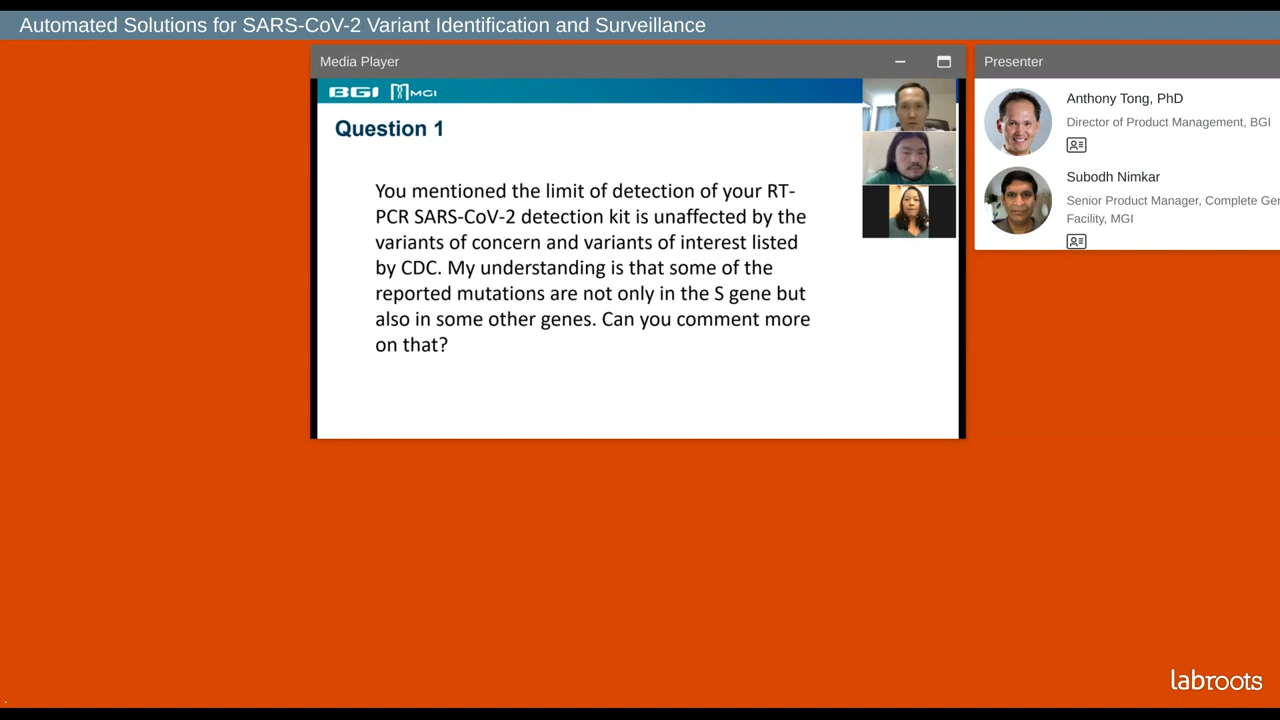 Automated Solutions for SARS-CoV-2 Variant Identification and Surveillance
Media Player
BGI MGI
Question 1
You mentioned the limit of detection of your RT-
PCR SARS-CoV-2 detection kit is unaffected by the
variants of concern and variants of interest listed
by CDC. My understanding is that some of the
reported mutations are not only in the S gene but
also in some other genes. Can you comment more
on that?
Presenter
Anthony Tong, PhD
Director of Product Management, BGI
Subodh Nimkar
Senior Product Manager, Complete Ger
Facility, MGI
labroots